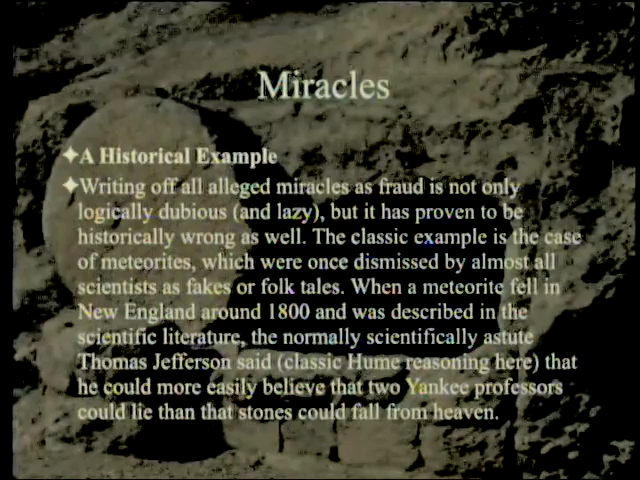 Miracles
✦A Historical Example
✦Writing off all alleged miracles as fraud is not only
logically dubious (and lazy), but it has proven to be
historically wrong as well. The classic example is the case
of meteorites, which were once dismissed by almost all
scientists as fakes or folk tales. When a meteorite fell in
New England around 1800 and was described in the
scientific literature, the normally scientifically astute
Thomas Jefferson said (classic Hume reasoning here) that
he could more easily believe that two Yankee professors
could lie than that stones could fall from heaven.